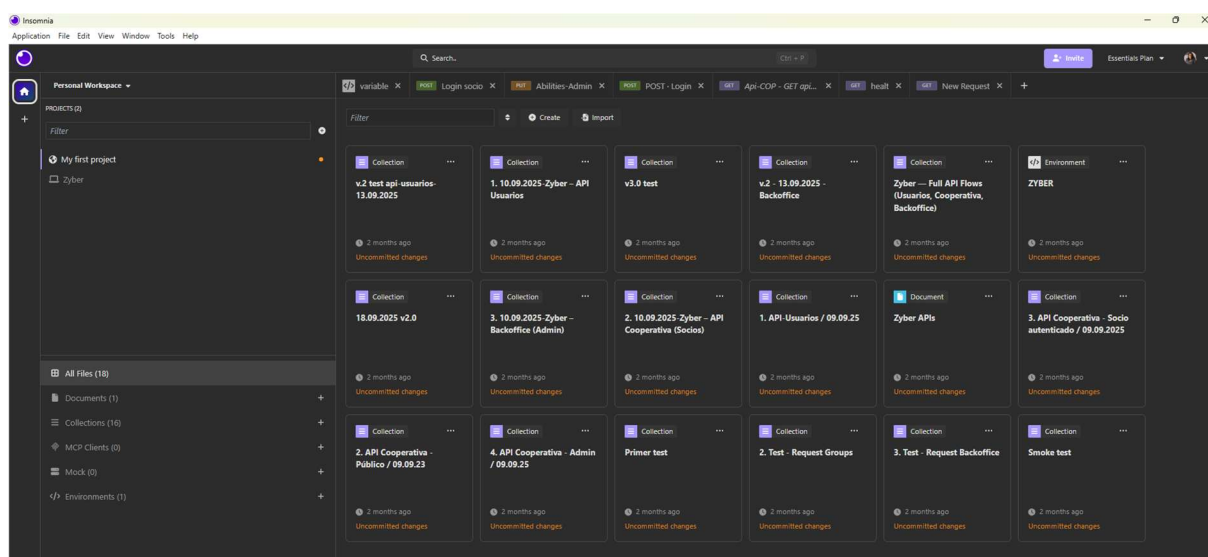 Insomnia
Application File Edit View Window Tools Help
Search.. Ctrl + P Invite Essentials Plan
Personal Workspace
variable × POST Login socio × PUT Abilities-Admin × POST POST - Login × GET Api-COP - GET api... × GET healt × GET New Request × +
PROJECTS (2)
Filter
My first project
Zyber
All Files (18)
Documents (1) +
Collections (16) +
MCP Clients (0) +
Mock (0) +
Environments (1) +
Filter Create Import
Collection ...
v.2 test api-usuarios-
13.09.2025
2 months ago
Uncommitted changes
Collection ...
1. 10.09.2025-Zyber – API
Usuarios
2 months ago
Uncommitted changes
Collection ...
v3.0 test
2 months ago
Uncommitted changes
Collection ...
v.2 - 13.09.2025 -
Backoffice
2 months ago
Uncommitted changes
Collection ...
Zyber — Full API Flows
(Usuarios, Cooperativa,
Backoffice)
2 months ago
Uncommitted changes
Environment ...
ZYBER
2 months ago
Uncommitted changes
Collection ...
18.09.2025 v2.0
2 months ago
Uncommitted changes
Collection ...
3. 10.09.2025-Zyber –
Backoffice (Admin)
2 months ago
Uncommitted changes
Collection ...
2. 10.09.2025-Zyber – API
Cooperativa (Socios)
2 months ago
Uncommitted changes
Collection ...
1. API-Usuarios / 09.09.25
2 months ago
Uncommitted changes
Document ...
Zyber APIs
2 months ago
Uncommitted changes
Collection ...
3. API Cooperativa - Socio
autenticado / 09.09.2025
2 months ago
Uncommitted changes
Collection ...
2. API Cooperativa -
Público / 09.09.23
2 months ago
Uncommitted changes
Collection ...
4. API Cooperativa - Admin
/ 09.09.25
2 months ago
Uncommitted changes
Collection ...
Primer test
2 months ago
Uncommitted changes
Collection ...
2. Test - Request Groups
2 months ago
Uncommitted changes
Collection ...
3. Test - Request Backoffice
2 months ago
Uncommitted changes
Collection ...
Smoke test
2 months ago
Uncommitted changes